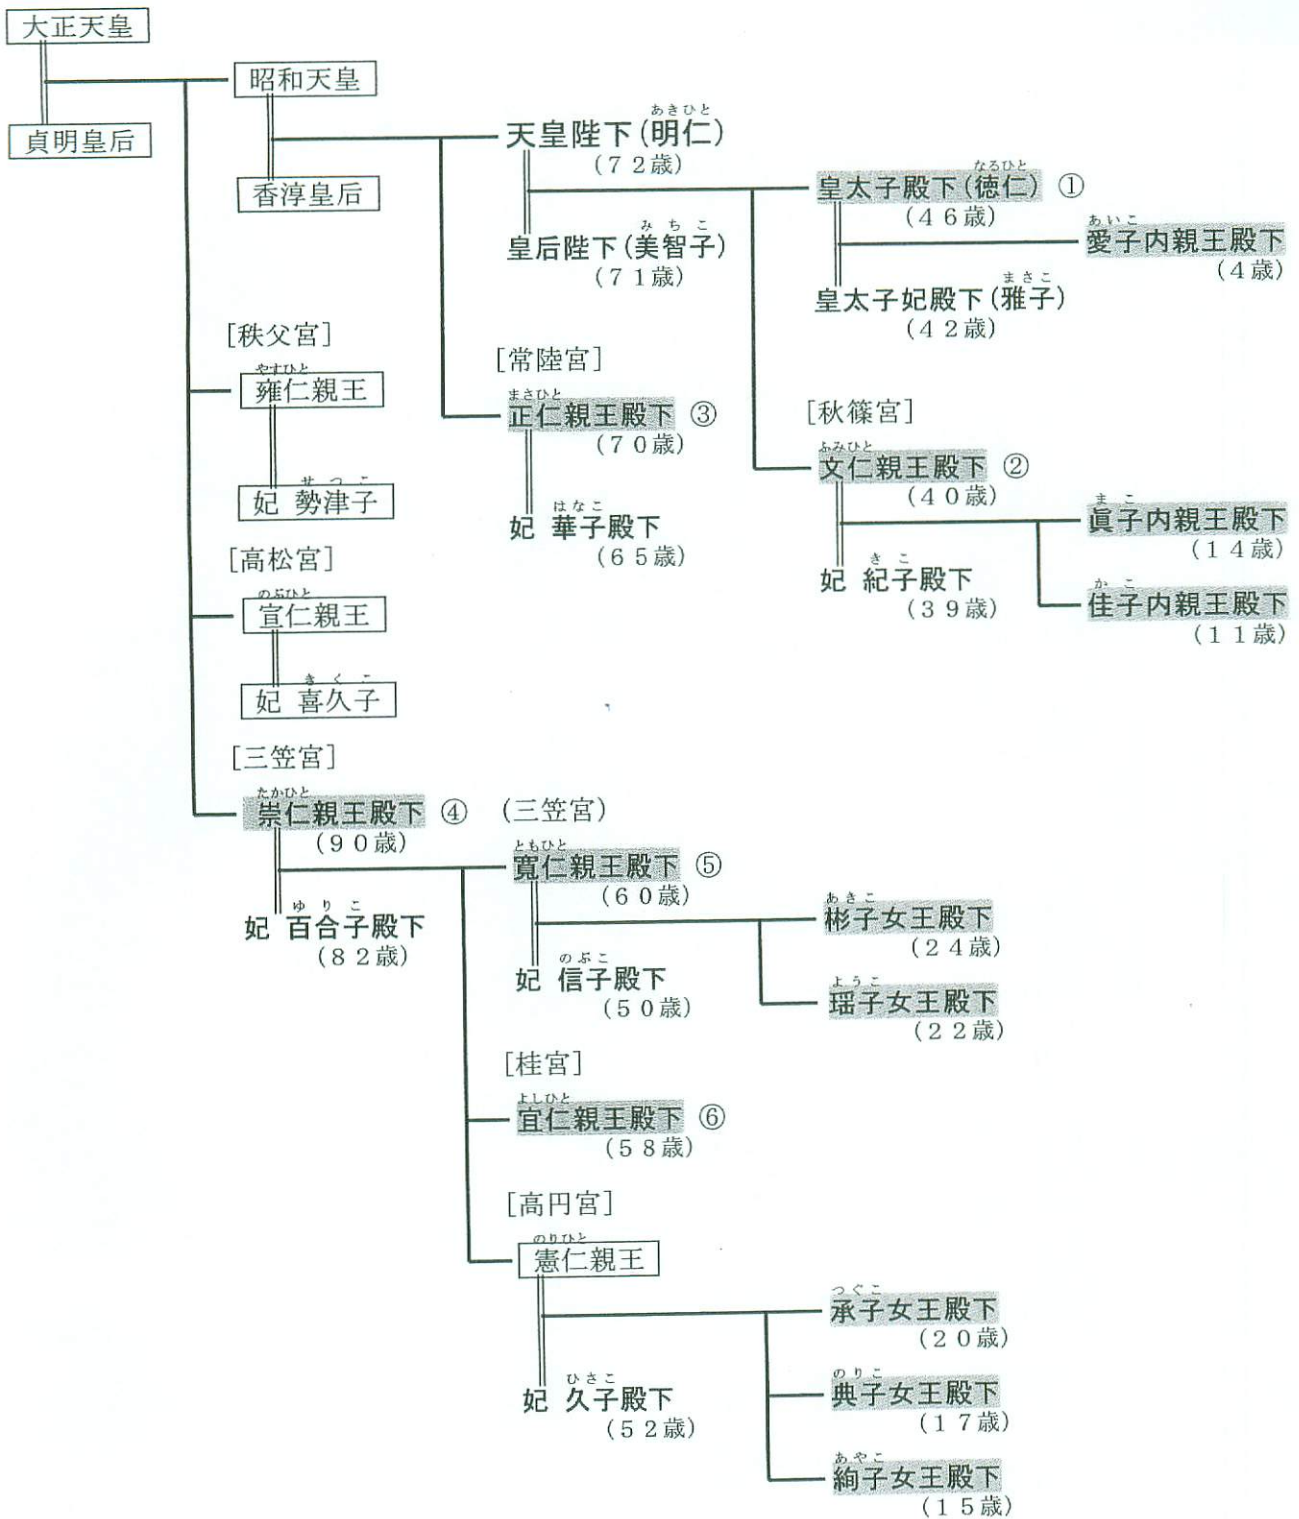 大正天皇
貞明皇后
昭和天皇
香淳皇后
あきひと
天皇陛下(明仁)
(72歳)
みちこ
皇后陛下(美智子)
(71歳)
なるひと
皇太子殿下(徳仁) ①
(46歳)
まさこ
皇太子妃殿下(雅子)
(42歳)
あいこ
愛子内親王殿下
(4歳)
[秋篠宮]
ふみひと
文仁親王殿下 ②
(40歳)
きこ
妃 紀子殿下
(39歳)
まこ
眞子内親王殿下
(14歳)
かこ
佳子内親王殿下
(11歳)
[常陸宮]
まさひと
正仁親王殿下 ③
(70歳)
はなこ
妃 華子殿下
(65歳)
[秩父宮]
やすひと
雍仁親王
せつこ
妃 勢津子
[高松宮]
のぶひと
宣仁親王
きくこ
妃 喜久子
[三笠宮]
たかひと
崇仁親王殿下 ④
(90歳)
ゆりこ
妃 百合子殿下
(82歳)
(三笠宮)
ともひと
寬仁親王殿下 ⑤
(60歳)
のぶこ
妃 信子殿下
(50歳)
あきこ
彬子女王殿下
(24歳)
ようこ
瑶子女王殿下
(22歳)
[桂宮]
よしひと
宜仁親王殿下 ⑥
(58歳)
[高円宮]
のりひと
憲仁親王
ひさこ
妃 久子殿下
(52歳)
つぐこ
承子女王殿下
(20歳)
のりこ
典子女王殿下
(17歳)
あやこ
絢子女王殿下
(15歳)